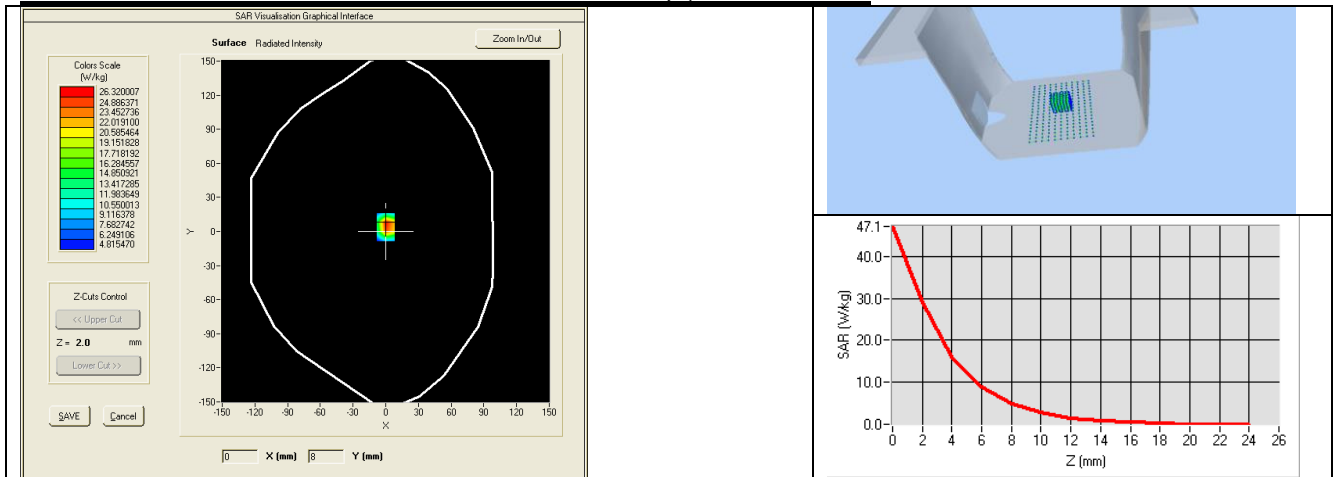 SAR Visualisation Graphical Interface
Surface Radiated Intensity
Zoom In/Out
Colors Scale
(W/kg)
26.320007
24.886371
23.452736
22.019100
20.585464
19.151828
17.718192
16.284557
14.850921
13.417285
11.983649
10.550013
9.116378
7.682742
6.249106
4.815470
Z-Cuts Control
<< Upper Cut
Z = 2.0 mm
Lower Cut >>
SAVE Cancel
150
120
90
60
30
0
-30
-60
-90
-120
-150
Y
-150 -120 -90 -60 -30 0 30 60 90 120 150
X
0 X (mm) 8 Y (mm)
47.1
40.0
30.0
20.0
10.0
0.0
SAR (W/kg)
0 2 4 6 8 10 12 14 16 18 20 22 24 26
Z (mm)